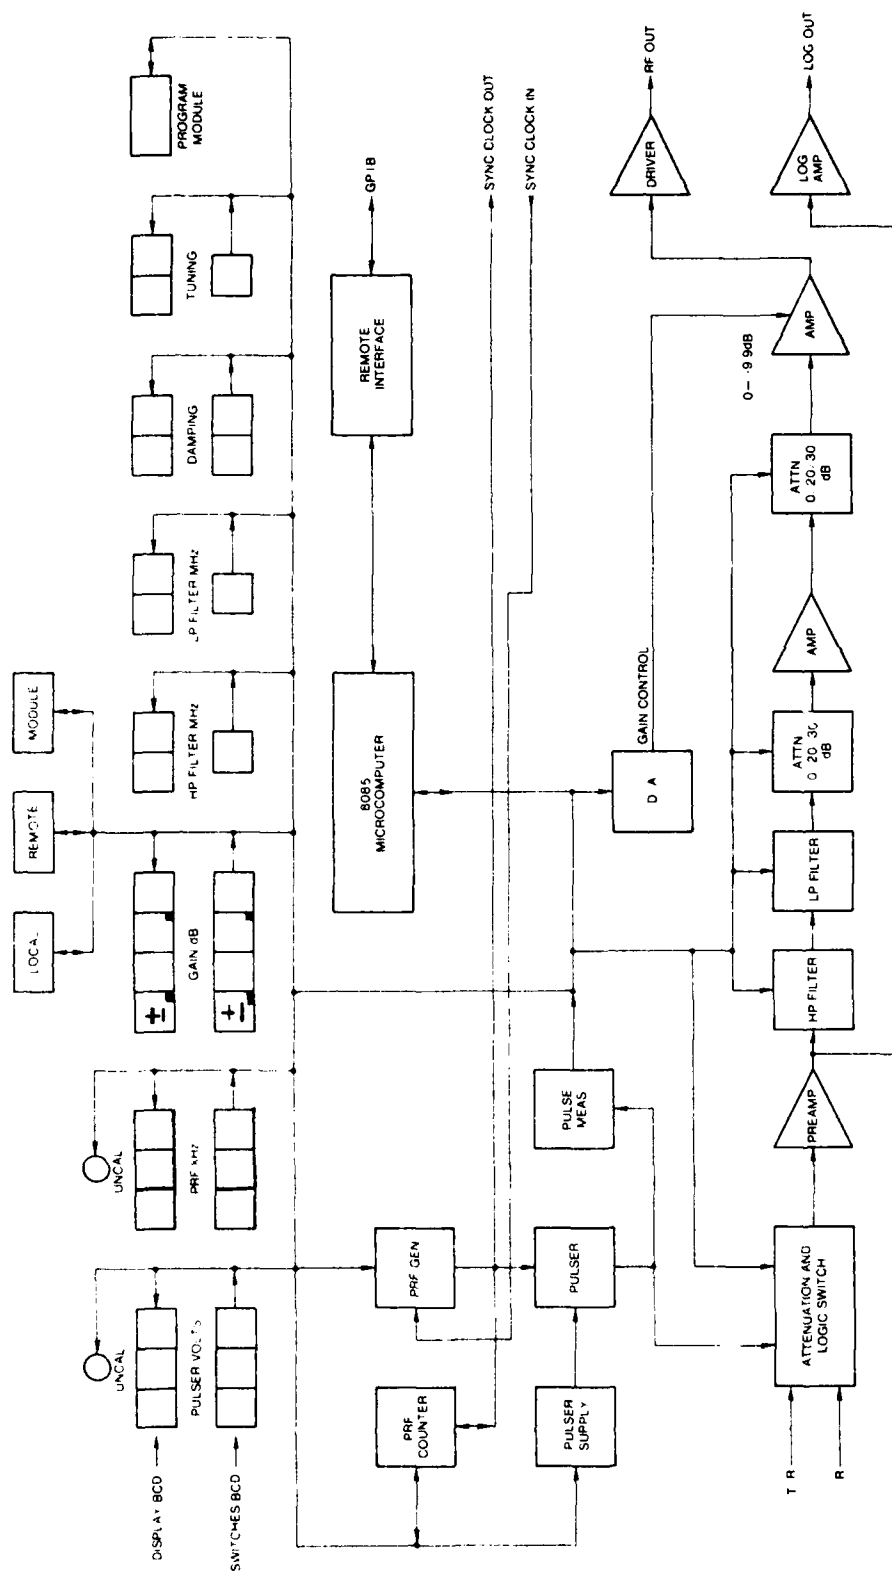 LOCAL
REMOTE
MODULE
UNCAL
UNCAL
DISPLAY BCD
SWITCHES BCD
PULSER VOLTS
PRF kHz
±
±
GAIN dB
HP FILTER MHz
LP FILTER MHz
DAMPING
TUNING
PROGRAM
MODULE
PRF
COUNTER
PRF GEN
8085
MICROCOMPUTER
REMOTE
INTERFACE
GPIB
SYNC CLOCK OUT
SYNC CLOCK IN
PULSER
SUPPLY
PULSER
PULSE
MEAS
D A
GAIN CONTROL
DRIVER
RF OUT
0– .9 9dB
T R
R
ATTENUATION AND
LOGIC SWITCH
PREAMP
HP FILTER
LP FILTER
ATTN
0 20 30
dB
AMP
ATTN
0 20 30
dB
AMP
LOG
AMP
LOG OUT